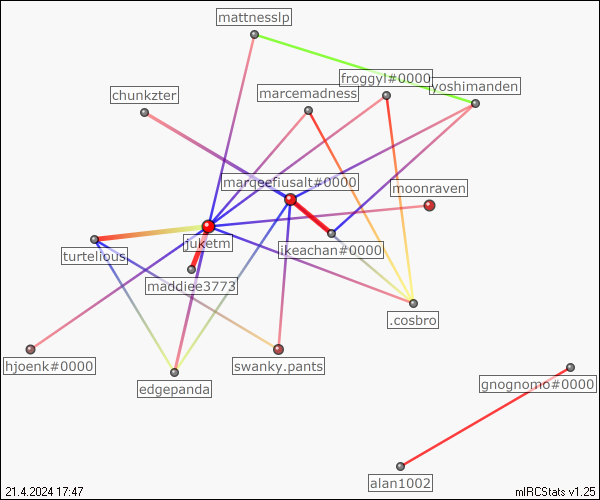 mattnesslp
froggyl#0000
yoshimanden
chunkzter
marcemadness
marqeefiusalt#0000
moonraven
juketm
ikeachan#0000
turtelious
maddiee3773
.cosbro
hjoenk#0000
swanky.pants
edgepanda
gnognomo#0000
alan1002
21.4.2024 17:47
mIRCStats v1.25